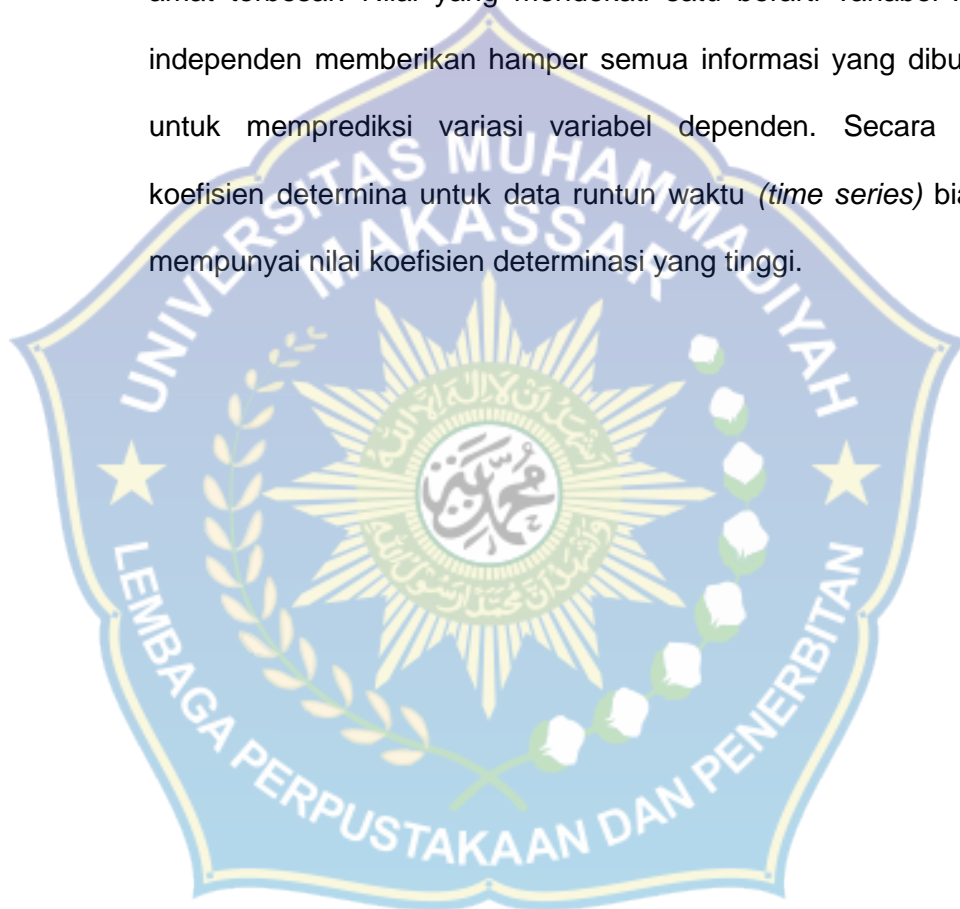 independen memberikan hamper semua informasi yang dibu
untuk memprediksi variasi variabel dependen. Secara
koefisien determina untuk data runtun waktu (time series) bia
mempunyai nilai koefisien determinasi yang tinggi.
UNIVERSITAS MUHAMMADIYAH
MAKASSAR
LEMBAGA PERPUSTAKAAN DAN PENERBITAN